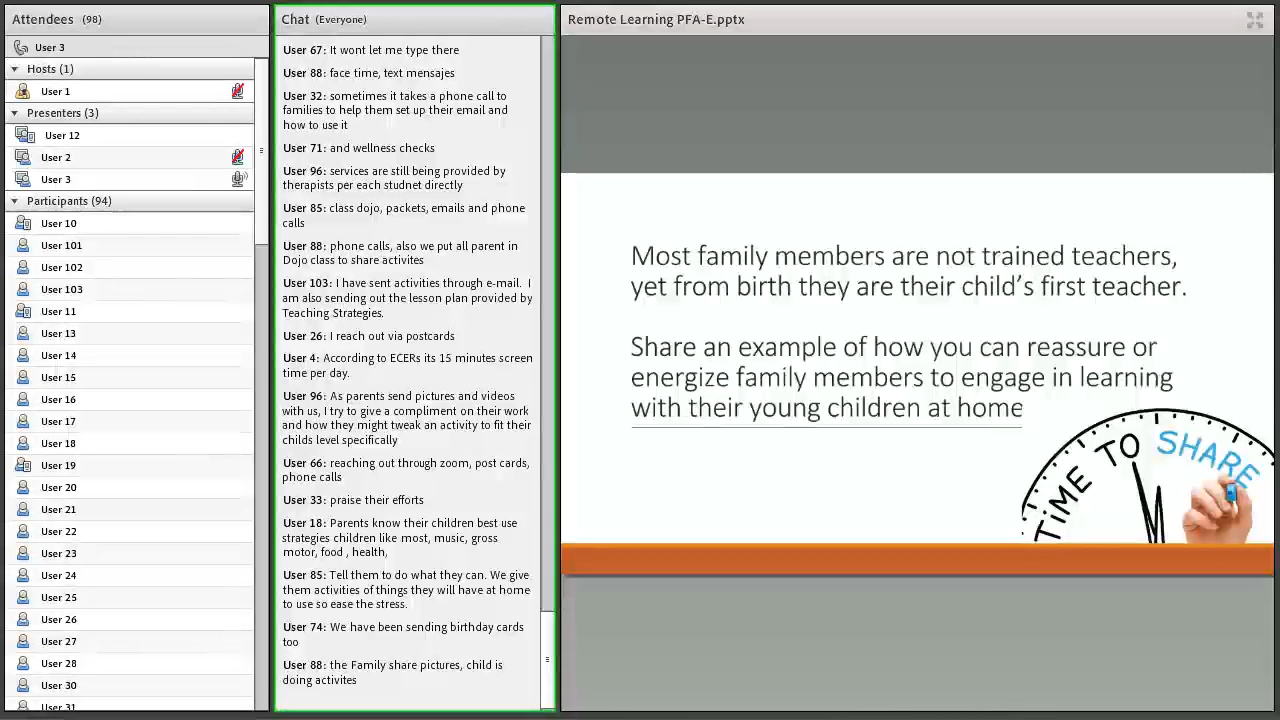 Attendees (98)
User 3
Hosts (1)
User 1
Presenters (3)
User 12
User 2
User 3
Participants (94)
User 10
User 101
User 102
User 103
User 11
User 13
User 14
User 15
User 16
User 17
User 18
User 19
User 20
User 21
User 22
User 23
User 24
User 25
User 26
User 27
User 28
User 30
User 31
Chat (Everyone)
User 67: It wont let me type there
User 88: face time, text mensajes
User 32: sometimes it takes a phone call to
families to help them set up their email and
how to use it
User 71: and wellness checks
User 96: services are still being provided by
therapists per each studnet directly
User 85: class dojo, packets, emails and phone
calls
User 88: phone calls, also we put all parent in
Dojo class to share activites
User 103: I have sent activities through e-mail. I
am also sending out the lesson plan provided by
Teaching Strategies.
User 26: I reach out via postcards
User 4: According to ECERs its 15 minutes screen
time per day.
User 96: As parents send pictures and videos
with us, I try to give a compliment on their work
and how they might tweak an activity to fit their
childs level specifically
User 66: reaching out through zoom, post cards,
phone calls
User 33: praise their efforts
User 18: Parents know their children best use
strategies children like most, music, gross
motor, food , health,
User 85: Tell them to do what they can. We give
them activities of things they will have at home
to use so ease the stress.
User 74: We have been sending birthday cards
too
User 88: the Family share pictures, child is
doing activites
Remote Learning PFA-E.pptx
Most family members are not trained teachers,
yet from birth they are their child's first teacher.
Share an example of how you can reassure or
energize family members to engage in learning
with their young children at home
TiME TO SHARE